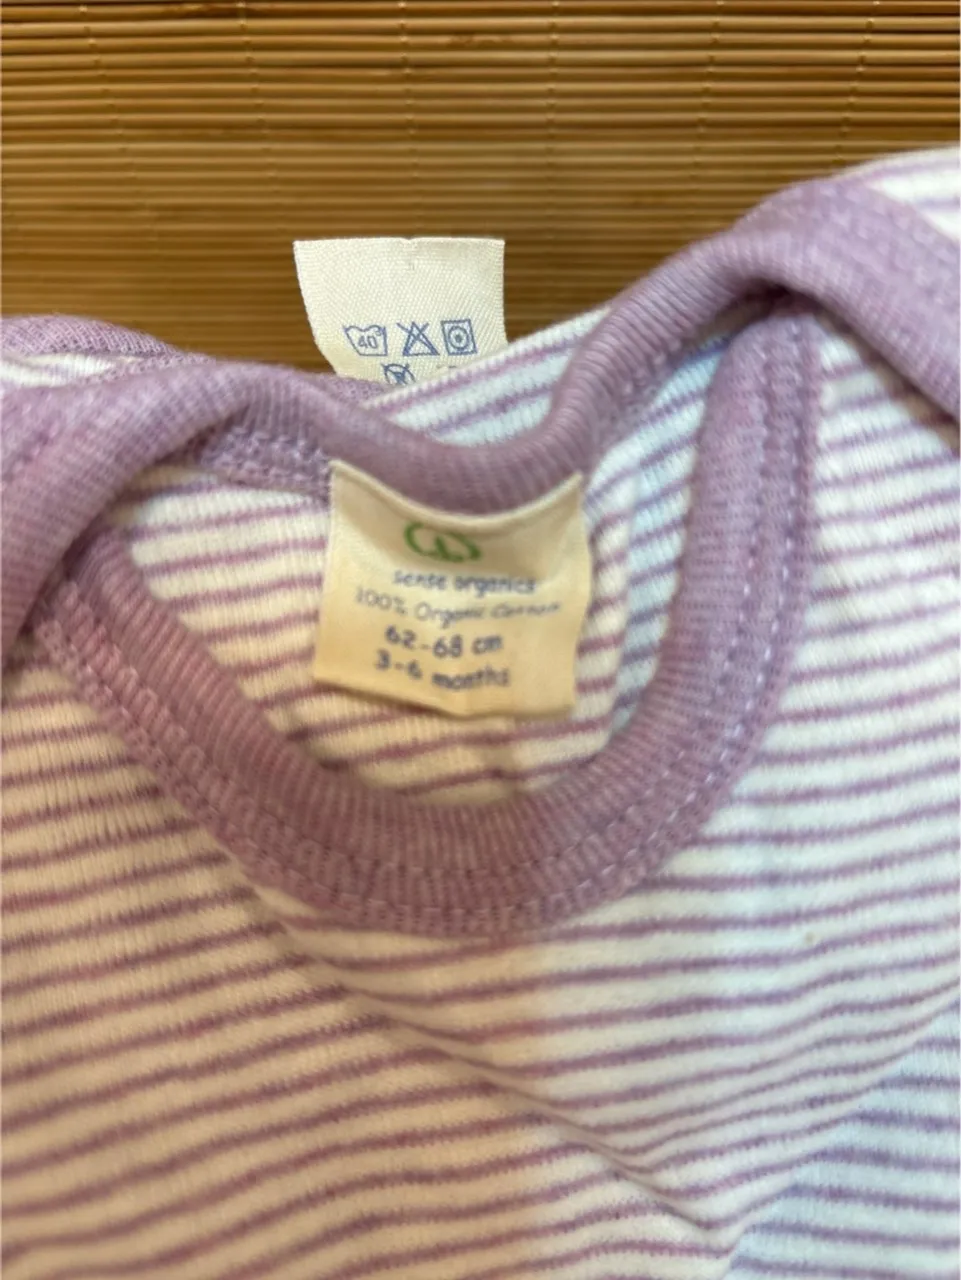 40°
sense organics
100% Organic Cotton
62-68 cm
3-6 months